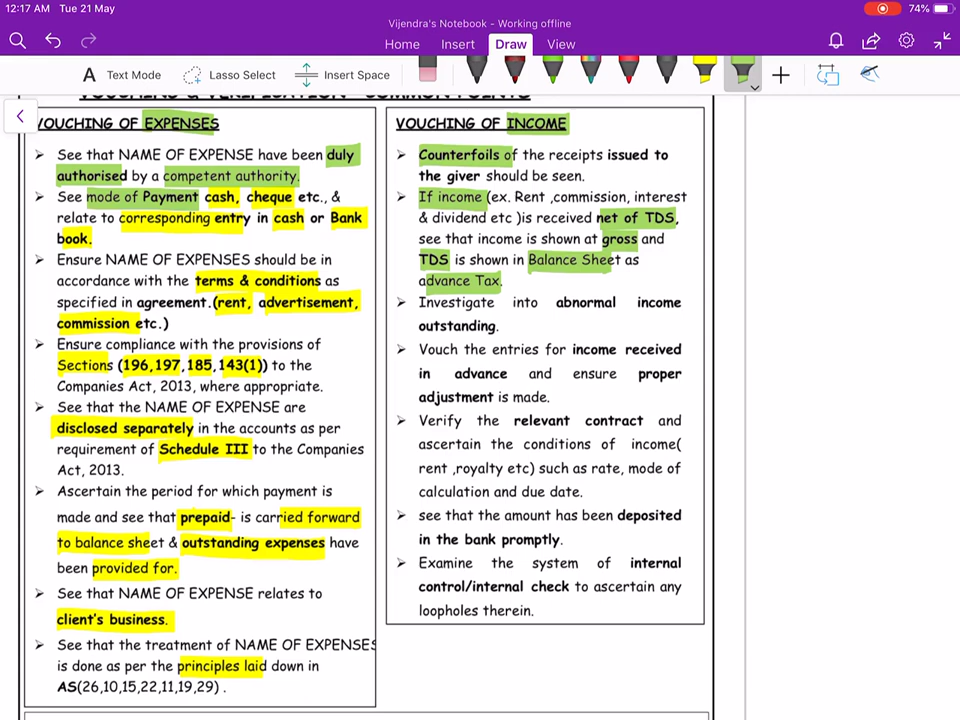 12:17 AM Tue 21 May
74%
Vijendra's Notebook - Working offline
Home Insert Draw View
Text Mode Lasso Select Insert Space
VOUCHING & VERIFICATION - COMMON POINTS
VOUCHING OF EXPENSES
➢ See that NAME OF EXPENSE have been duly
authorised by a competent authority.
➢ See mode of Payment cash, cheque etc., &
relate to corresponding entry in cash or Bank
book.
➢ Ensure NAME OF EXPENSES should be in
accordance with the terms & conditions as
specified in agreement.(rent, advertisement,
commission etc.)
➢ Ensure compliance with the provisions of
Sections (196,197,185,143(1)) to the
Companies Act, 2013, where appropriate.
➢ See that the NAME OF EXPENSE are
disclosed separately in the accounts as per
requirement of Schedule III to the Companies
Act, 2013.
➢ Ascertain the period for which payment is
made and see that prepaid- is carried forward
to balance sheet & outstanding expenses have
been provided for.
➢ See that NAME OF EXPENSE relates to
client's business.
➢ See that the treatment of NAME OF EXPENSES
is done as per the principles laid down in
AS(26,10,15,22,11,19,29) .
VOUCHING OF INCOME
➢ Counterfoils of the receipts issued to
the giver should be seen.
➢ If income (ex. Rent ,commission, interest
& dividend etc )is received net of TDS,
see that income is shown at gross and
TDS is shown in Balance Sheet as
advance Tax.
➢ Investigate into abnormal income
outstanding.
➢ Vouch the entries for income received
in advance and ensure proper
adjustment is made.
➢ Verify the relevant contract and
ascertain the conditions of income(
rent ,royalty etc) such as rate, mode of
calculation and due date.
➢ see that the amount has been deposited
in the bank promptly.
➢ Examine the system of internal
control/internal check to ascertain any
loopholes therein.